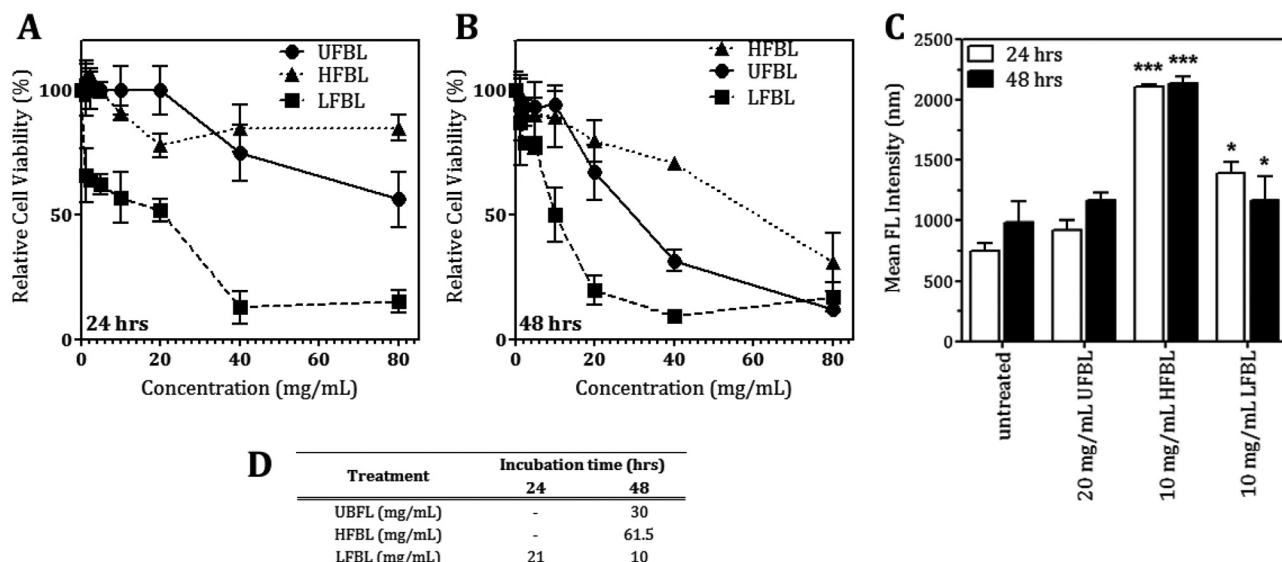 A
UFBL
HFBL
LFBL
Relative Cell Viability (%)
100
50
0
24 hrs
0 20 40 60 80
Concentration (mg/mL)
B
HFBL
UFBL
LFBL
Relative Cell Viability (%)
100
50
0
48 hrs
0 20 40 60 80
Concentration (mg/mL)
C
24 hrs
48 hrs
Mean FL Intensity (nm)
2500
2000
1500
1000
500
0
*** ***
* *
untreated
20 mg/mL UFBL
10 mg/mL HFBL
10 mg/mL LFBL
D
Treatment Incubation time (hrs)
24 48
UBFL (mg/mL) - 30
HFBL (mg/mL) - 61.5
LFBL (mg/mL) 21 10